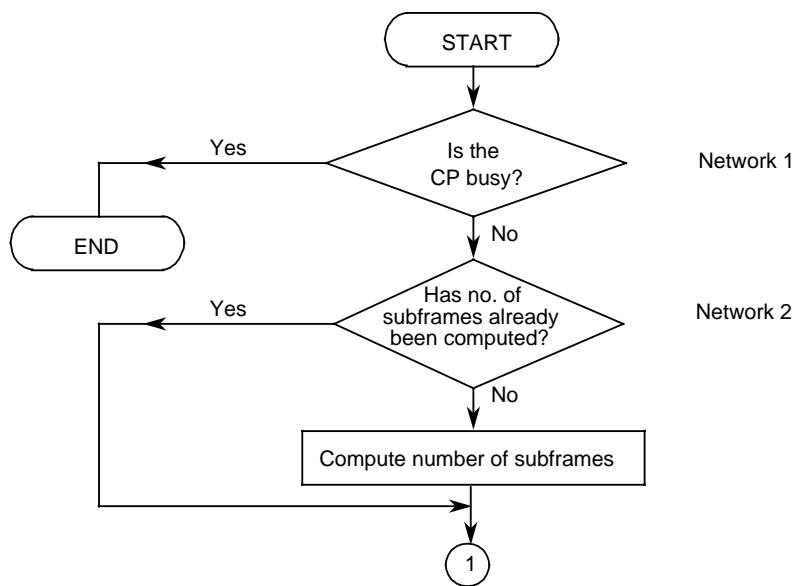 START
Is the
CP busy?
Yes
Network 1
END
No
Has no. of
subframes already
been computed?
Yes
Network 2
No
Compute number of subframes
1